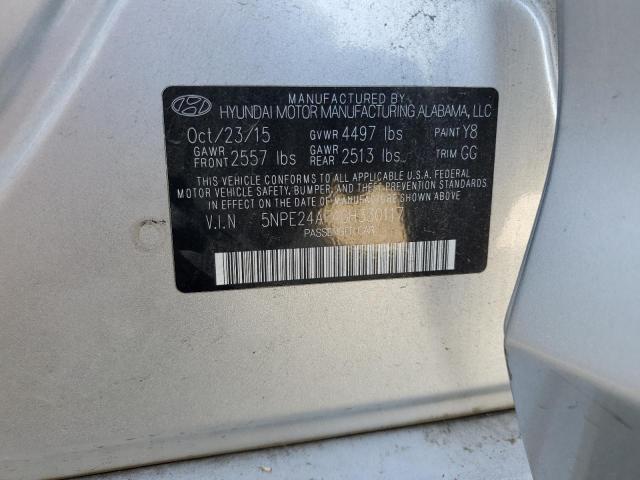 MANUFACTURED BY
HYUNDAI MOTOR MANUFACTURING ALABAMA, LLC
Oct/23/15 GVWR 4497 lbs PAINT Y8
GAWR FRONT 2557 lbs GAWR REAR 2513 lbs TRIM GG
THIS VEHICLE CONFORMS TO ALL APPLICABLE U.S.A. FEDERAL
MOTOR VEHICLE SAFETY, BUMPER, AND THEFT PREVENTION STANDARDS
IN EFFECT ON THE DATE OF MANUFACTURE SHOWN ABOVE.
V.I.N
PASSENGER CAR